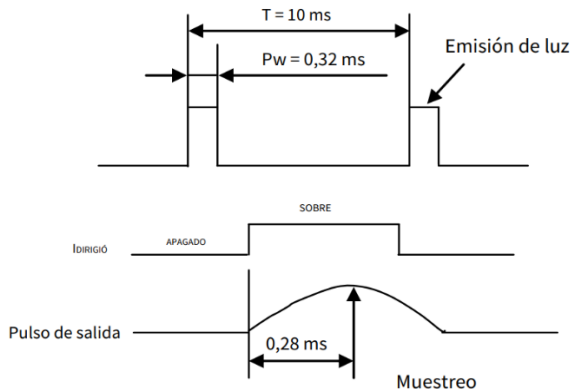 T = 10 ms
Emisión de luz
Pw = 0,32 ms
SOBRE
IDIRIGIÓ
APAGADO
Pulso de salida
0,28 ms
Muestreo